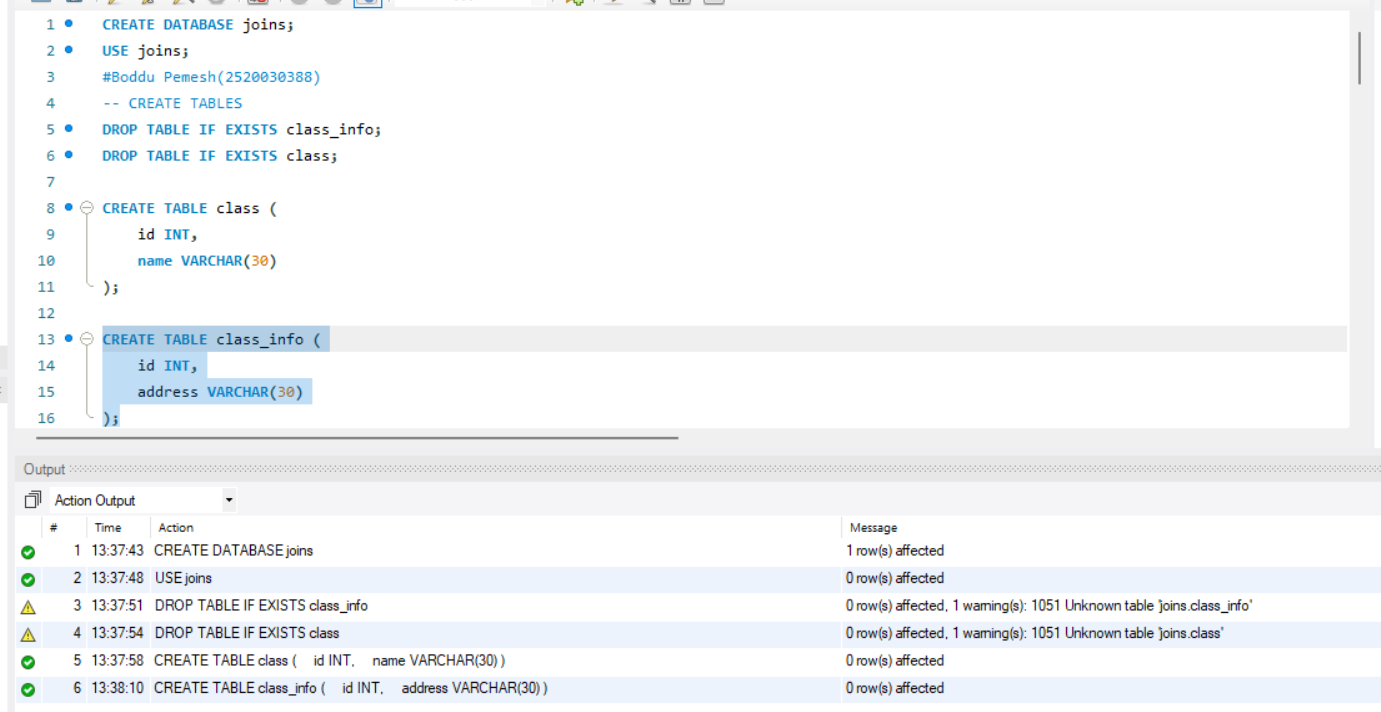 1 CREATE DATABASE joins;
2 USE joins;
3 #Boddu Pemesh(2520030388)
4 -- CREATE TABLES
5 DROP TABLE IF EXISTS class_info;
6 DROP TABLE IF EXISTS class;
7
8 CREATE TABLE class (
9 id INT,
10 name VARCHAR(30)
11 );
12
13 CREATE TABLE class_info (
14 id INT,
15 address VARCHAR(30)
16 );
Output
Action Output
# Time Action Message
1 13:37:43 CREATE DATABASE joins 1 row(s) affected
2 13:37:48 USE joins 0 row(s) affected
3 13:37:51 DROP TABLE IF EXISTS class_info 0 row(s) affected, 1 warning(s): 1051 Unknown table 'joins.class_info'
4 13:37:54 DROP TABLE IF EXISTS class 0 row(s) affected, 1 warning(s): 1051 Unknown table 'joins.class'
5 13:37:58 CREATE TABLE class ( id INT, name VARCHAR(30) ) 0 row(s) affected
6 13:38:10 CREATE TABLE class_info ( id INT, address VARCHAR(30) ) 0 row(s) affected